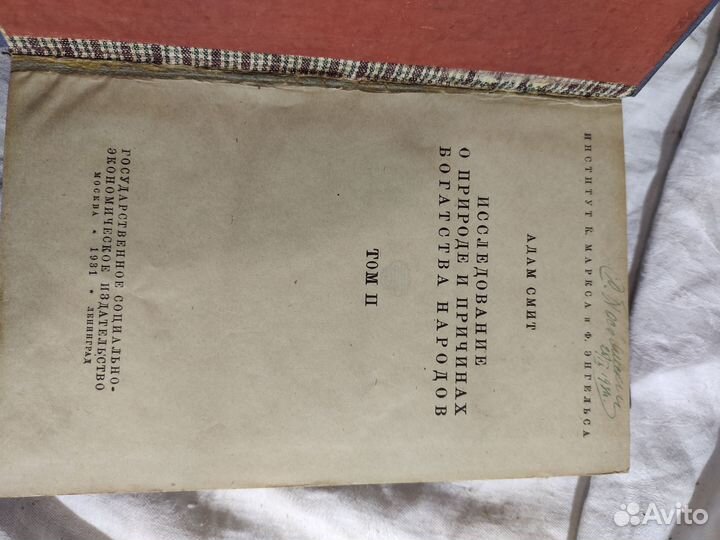 ИНСТИТУТ К. МАРКСА и Ф. ЭНГЕЛЬСА
АДАМ СМИТ
ИССЛЕДОВАНИЕ
О ПРИРОДЕ И ПРИЧИНАХ
БОГАТСТВА НАРОДОВ
ТОМ II
ГОСУДАРСТВЕННОЕ СОЦИАЛЬНО-
ЭКОНОМИЧЕСКОЕ ИЗДАТЕЛЬСТВО
МОСКВА * 1931 * ЛЕНИНГРАД
Avito